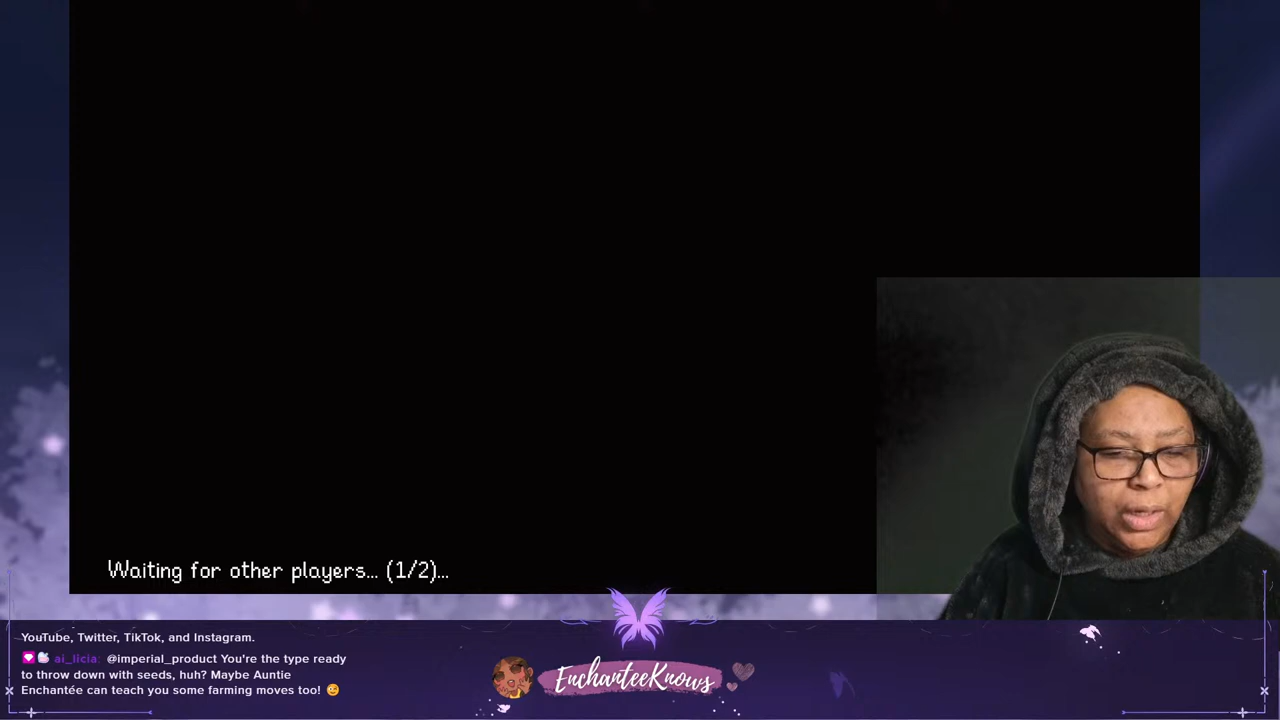 Waiting for other players... (1/2)...
YouTube, Twitter, TikTok, and Instagram.
ai_licia: @imperial_product You're the type ready
to throw down with seeds, huh? Maybe Auntie
Enchantée can teach you some farming moves too!
EnchanteeKnows